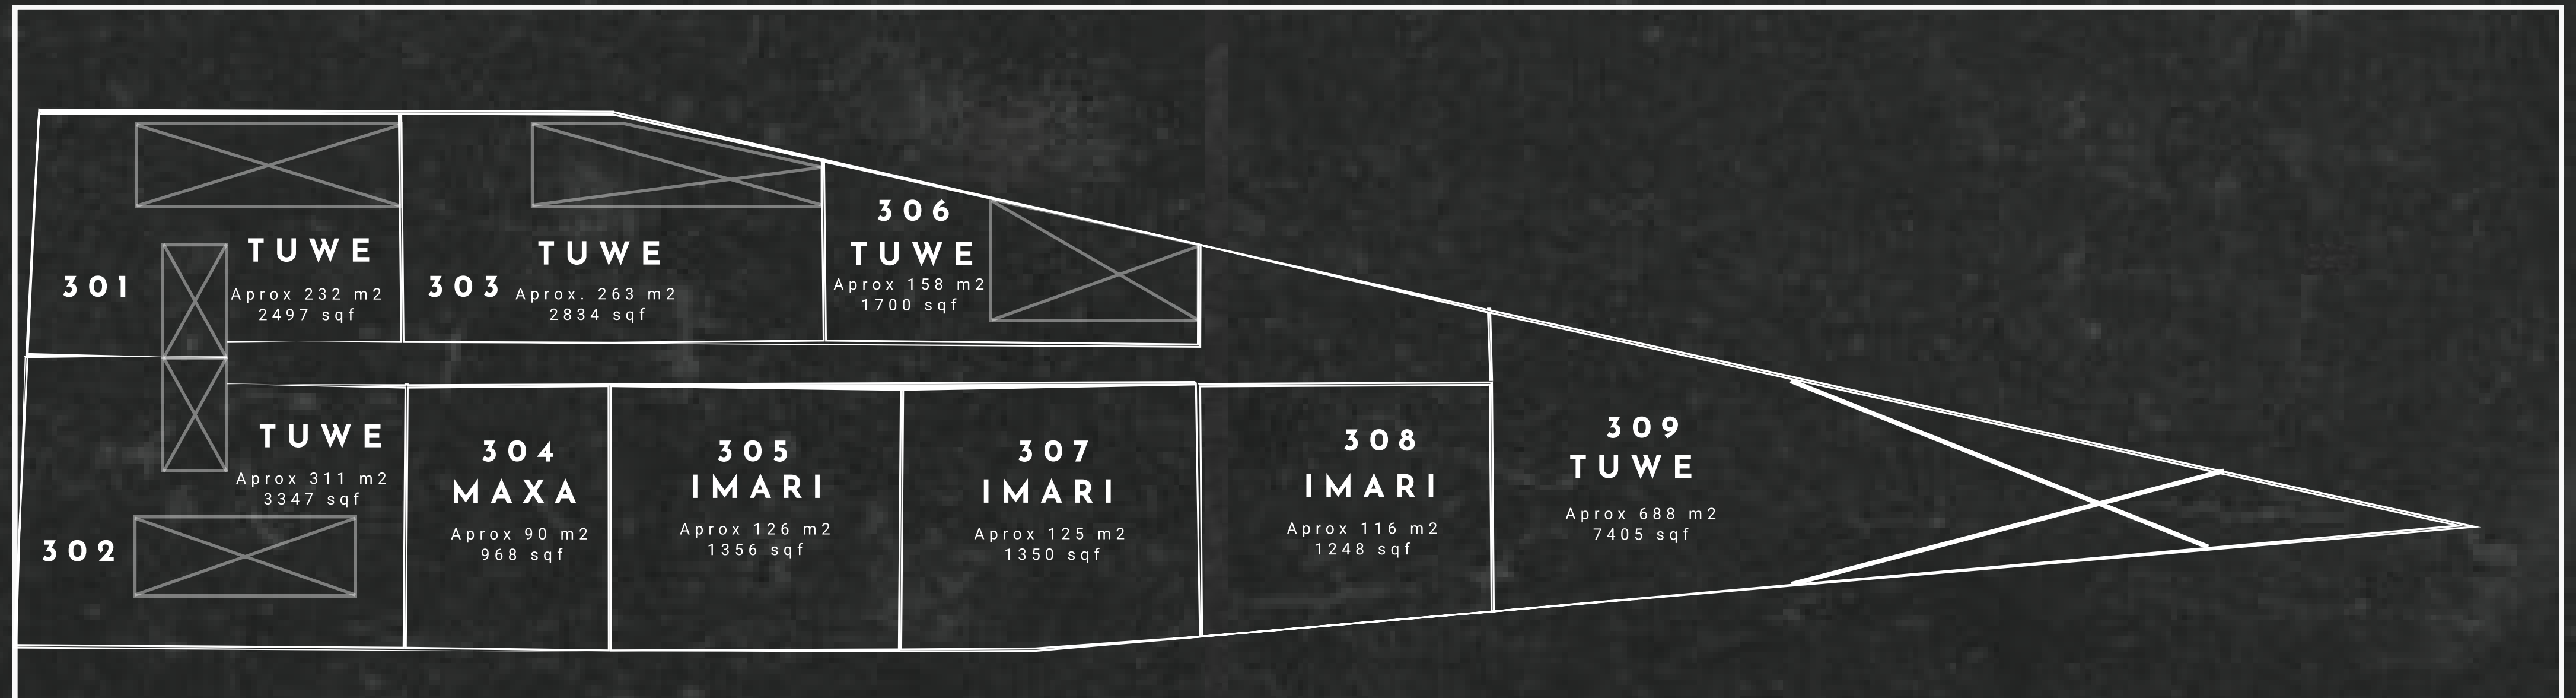 301
TUWE
Aprox 232 m2
2497 sqf
303
TUWE
Aprox. 263 m2
2834 sqf
306
TUWE
Aprox 158 m2
1700 sqf
302
TUWE
Aprox 311 m2
3347 sqf
304
MAXA
Aprox 90 m2
968 sqf
305
IMARI
Aprox 126 m2
1356 sqf
307
IMARI
Aprox 125 m2
1350 sqf
308
IMARI
Aprox 116 m2
1248 sqf
309
TUWE
Aprox 688 m2
7405 sqf